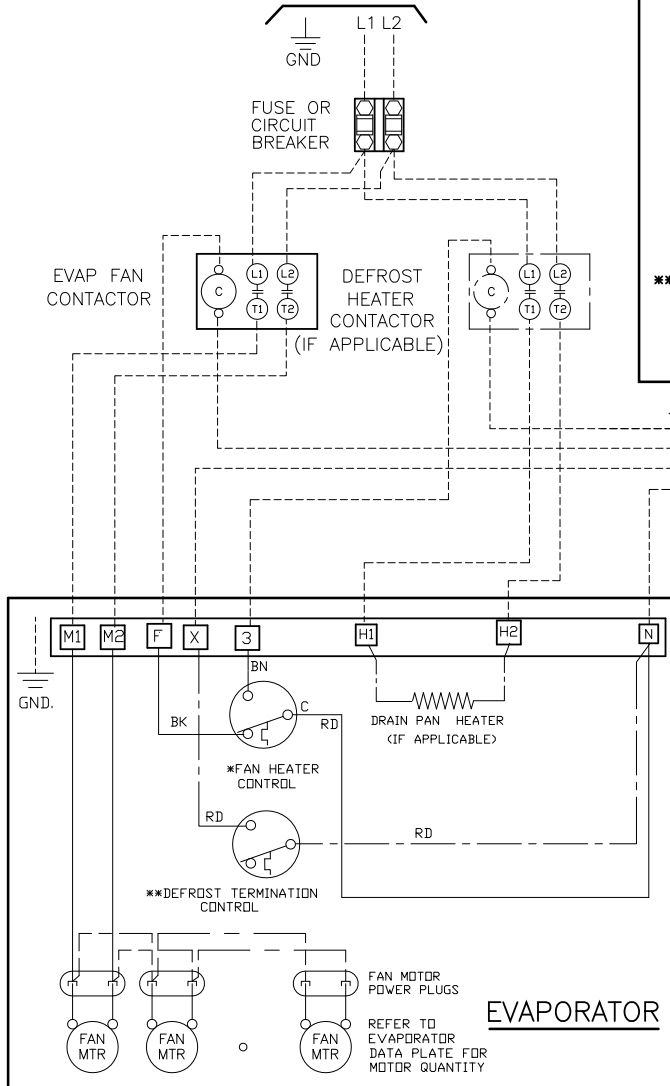 L1 L2
GND
FUSE OR
CIRCUIT
BREAKER
EVAP FAN
CONTACTOR
C
L1
L2
T1
T2
DEFROST
HEATER
CONTACTOR
(IF APPLICABLE)
C
L1
L2
T1
T2
**
M1
M2
F
X
3
H1
H2
N
GND.
BN
BK
C
RD
*FAN HEATER
CONTROL
DRAIN PAN HEATER
(IF APPLICABLE)
RD
RD
**DEFROST TERMINATION
CONTROL
FAN MOTOR
POWER PLUGS
FAN
MTR
FAN
MTR
FAN
MTR
REFER TO
EVAPORATOR
DATA PLATE FOR
MOTOR QUANTITY
EVAPORATOR